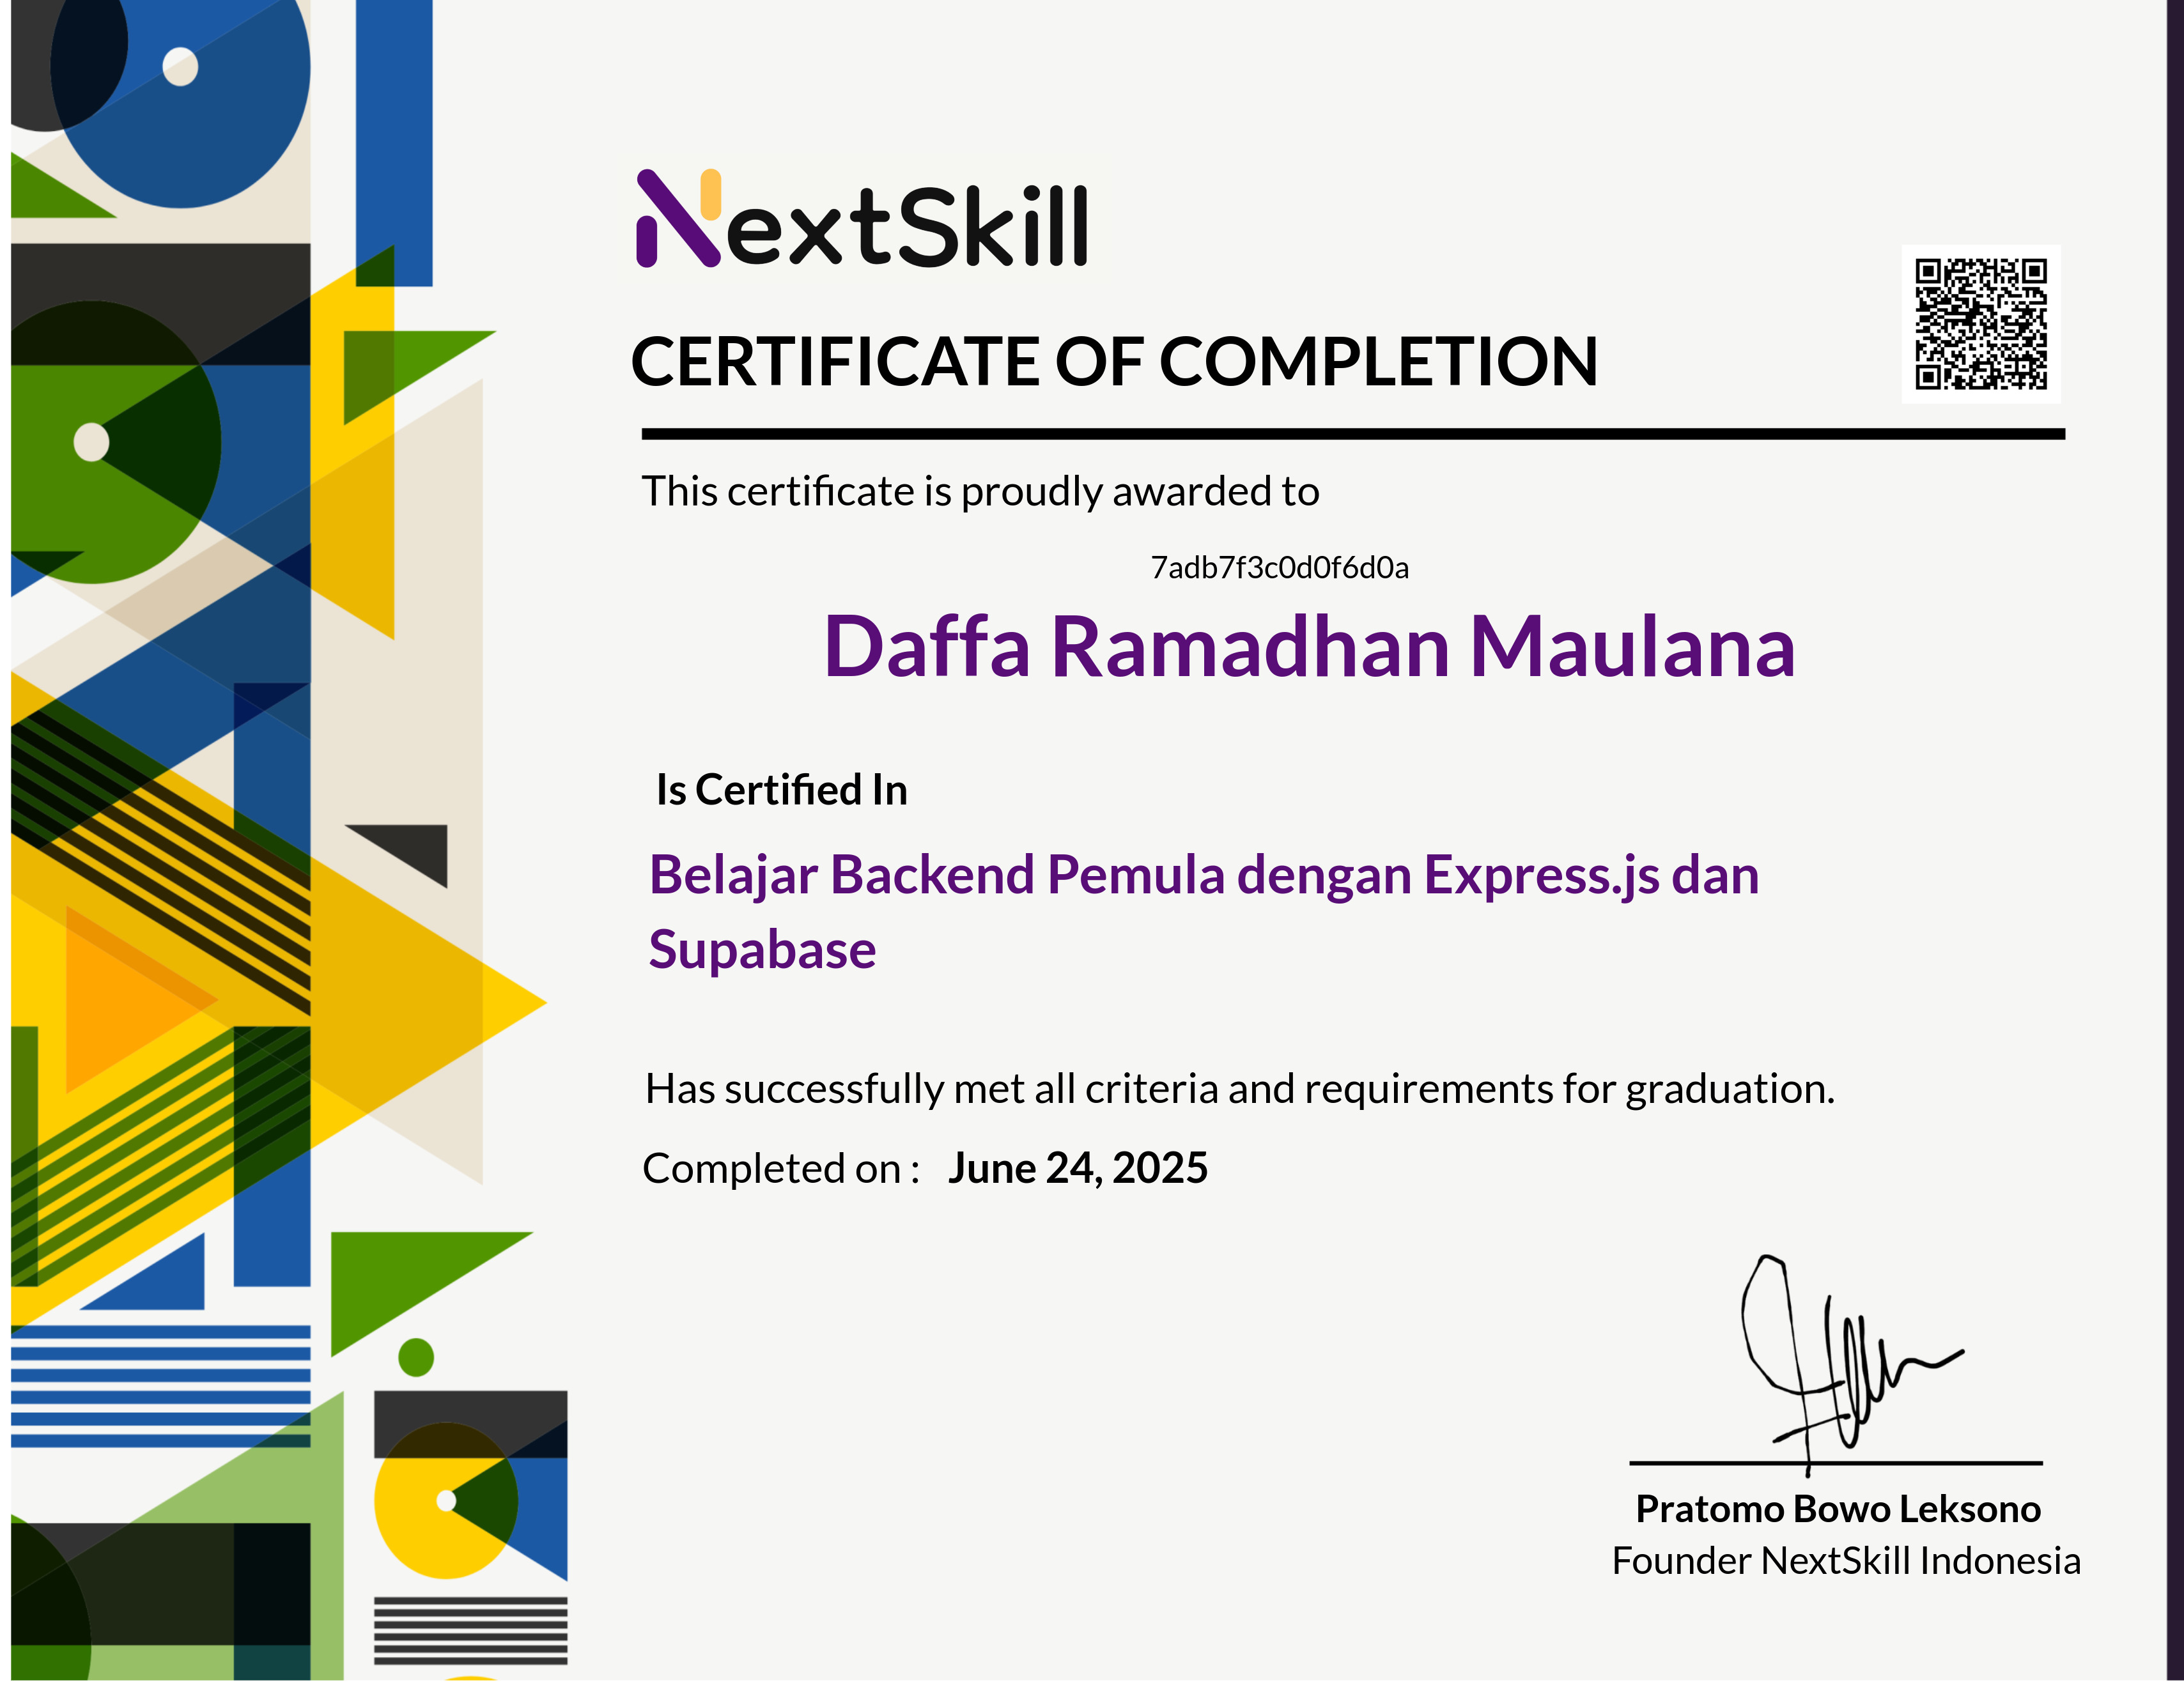 NextSkill
CERTIFICATE OF COMPLETION
This certificate is proudly awarded to
7adb7f3c0d0f6d0a
Daffa Ramadhan Maulana
Is Certified In
Belajar Backend Pemula dengan Express.js dan
Supabase
Has successfully met all criteria and requirements for graduation.
Completed on : June 24, 2025
Pratomo Bowo Leksono
Founder NextSkill Indonesia